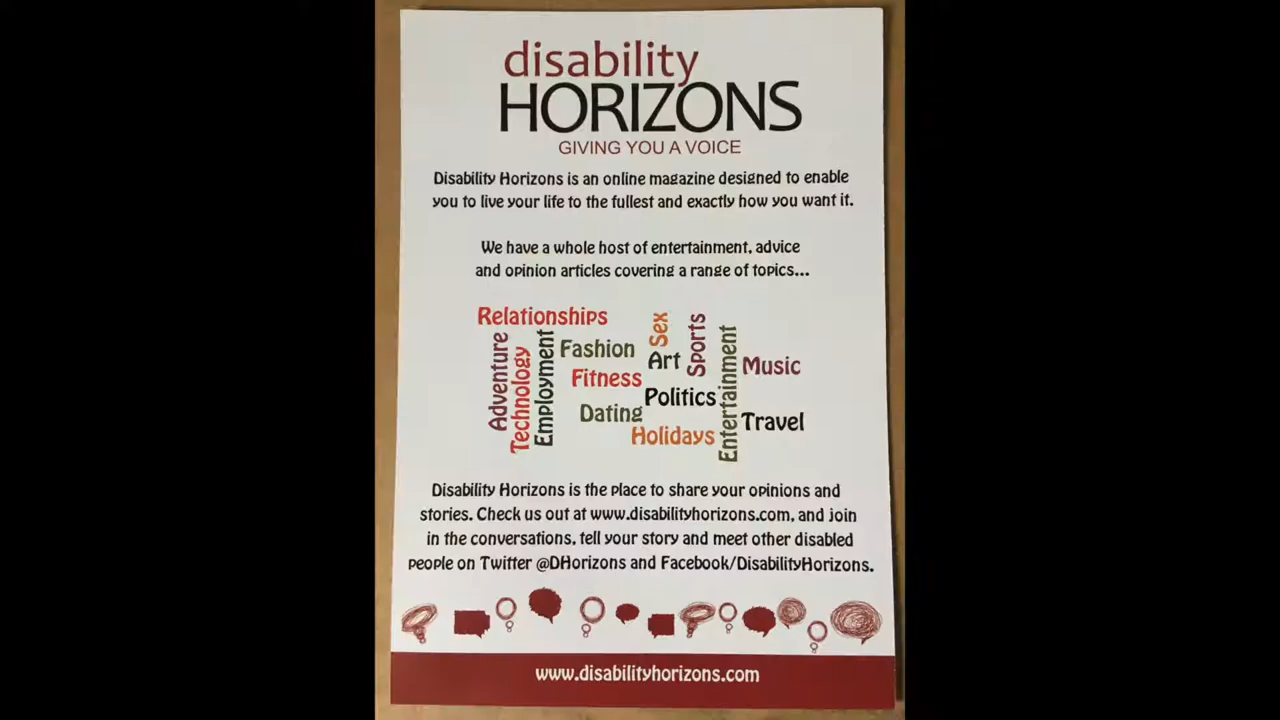 disability
HORIZONS
GIVING YOU A VOICE
Disability Horizons is an online magazine designed to enable
you to live your life to the fullest and exactly how you want it.
We have a whole host of entertainment, advice
and opinion articles covering a range of topics...
Relationships
Adventure
Technology
Employment
Fashion
Fitness
Dating
Sex
Art
Politics
Holidays
Sports
Entertainment
Music
Travel
Disability Horizons is the place to share your opinions and
stories. Check us out at www.disabilityhorizons.com, and join
in the conversations, tell your story and meet other disabled
people on Twitter @DHorizons and Facebook/DisabilityHorizons.
www.disabilityhorizons.com